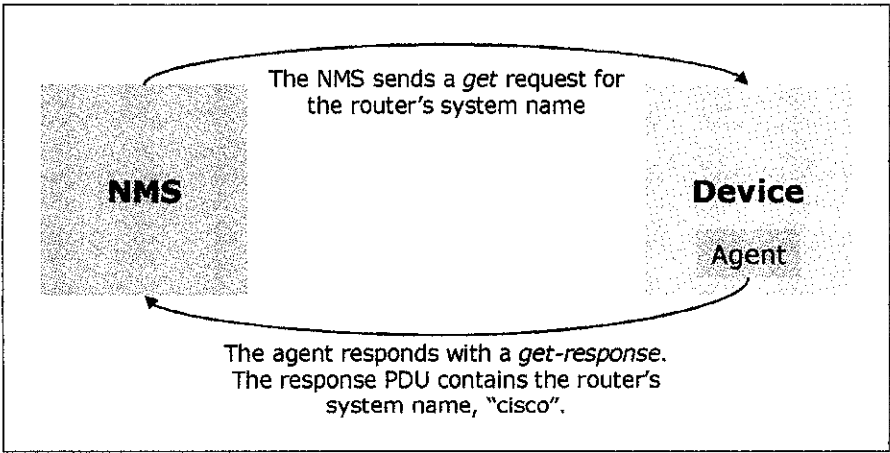 The NMS sends a get request for
the router's system name
NMS
Device
Agent
The agent responds with a get-response.
The response PDU contains the router's
system name, "cisco".